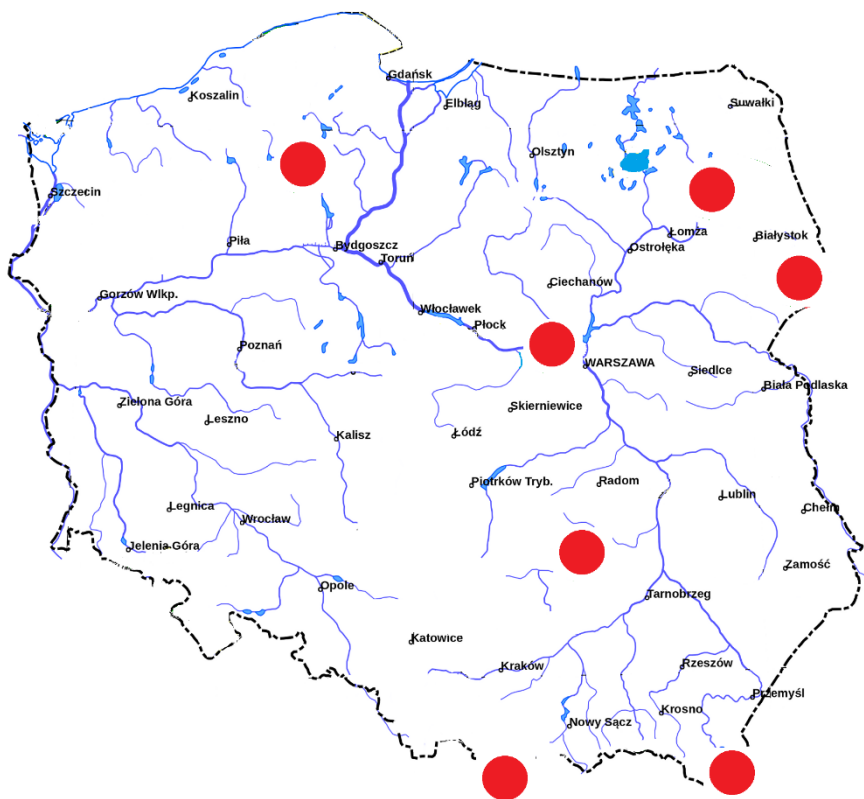 Gdańsk
Koszalin
Elbląg
Suwałki
Olsztyn
Szczecin
Piła
Bydgoszcz
Toruń
Łomża
Białystok
Ostrołęka
Ciechanów
Gorzów Wlkp.
Włocławek
Płock
Poznań
WARSZAWA
Siedlce
Biała Podlaska
Zielona Góra
Leszno
Skierniewice
Kalisz
Łódź
Piotrków Tryb.
Radom
Lublin
Legnica
Wrocław
Chełm
Jelenia Góra
Zamość
Opole
Tarnobrzeg
Katowice
Kraków
Rzeszów
Przemyśl
Nowy Sącz
Krosno